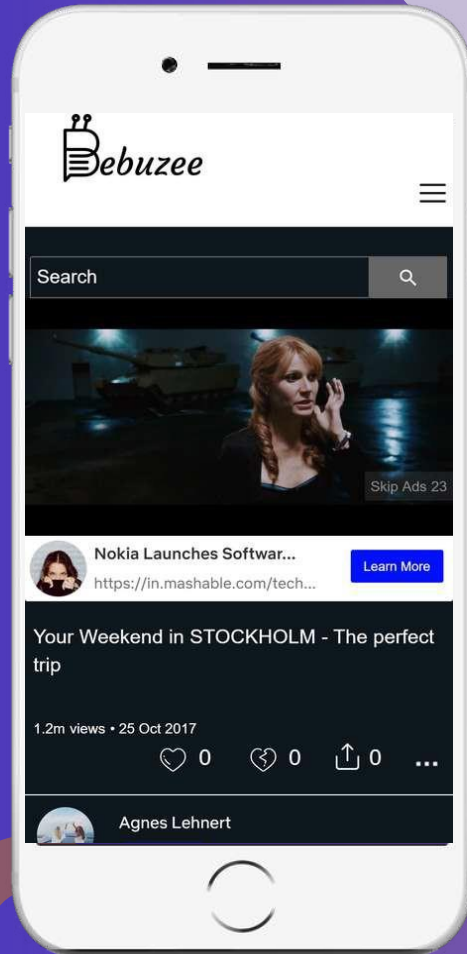 Bebuzee
Search
Skip Ads 23
Nokia Launches Softwar...
https://in.mashable.com/tech...
Learn More
Your Weekend in STOCKHOLM - The perfect
trip
1.2m views • 25 Oct 2017
0 0 0 ...
Agnes Lehnert